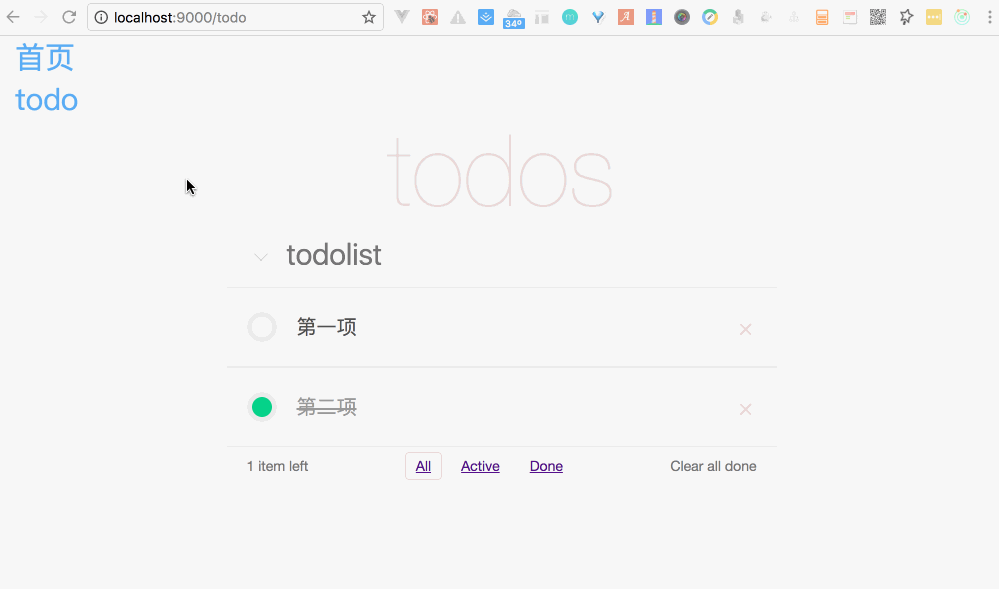 localhost:9000/todo
34º
首页
todo
todos
todolist
第一项
第二项
1 item left All Active Done Clear all done